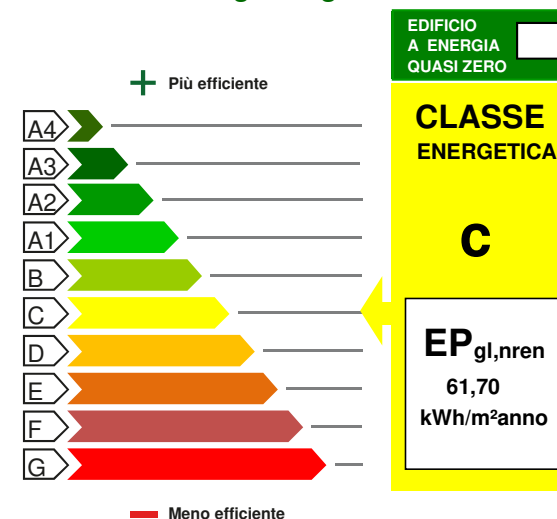 EDIFICIO
A ENERGIA
QUASI ZERO
Più efficiente
CLASSE
ENERGETICA
A4
A3
A2
A1
B
C
D
E
F
G
C
EPgl,nren
61,70
kWh/m²anno
Meno efficiente